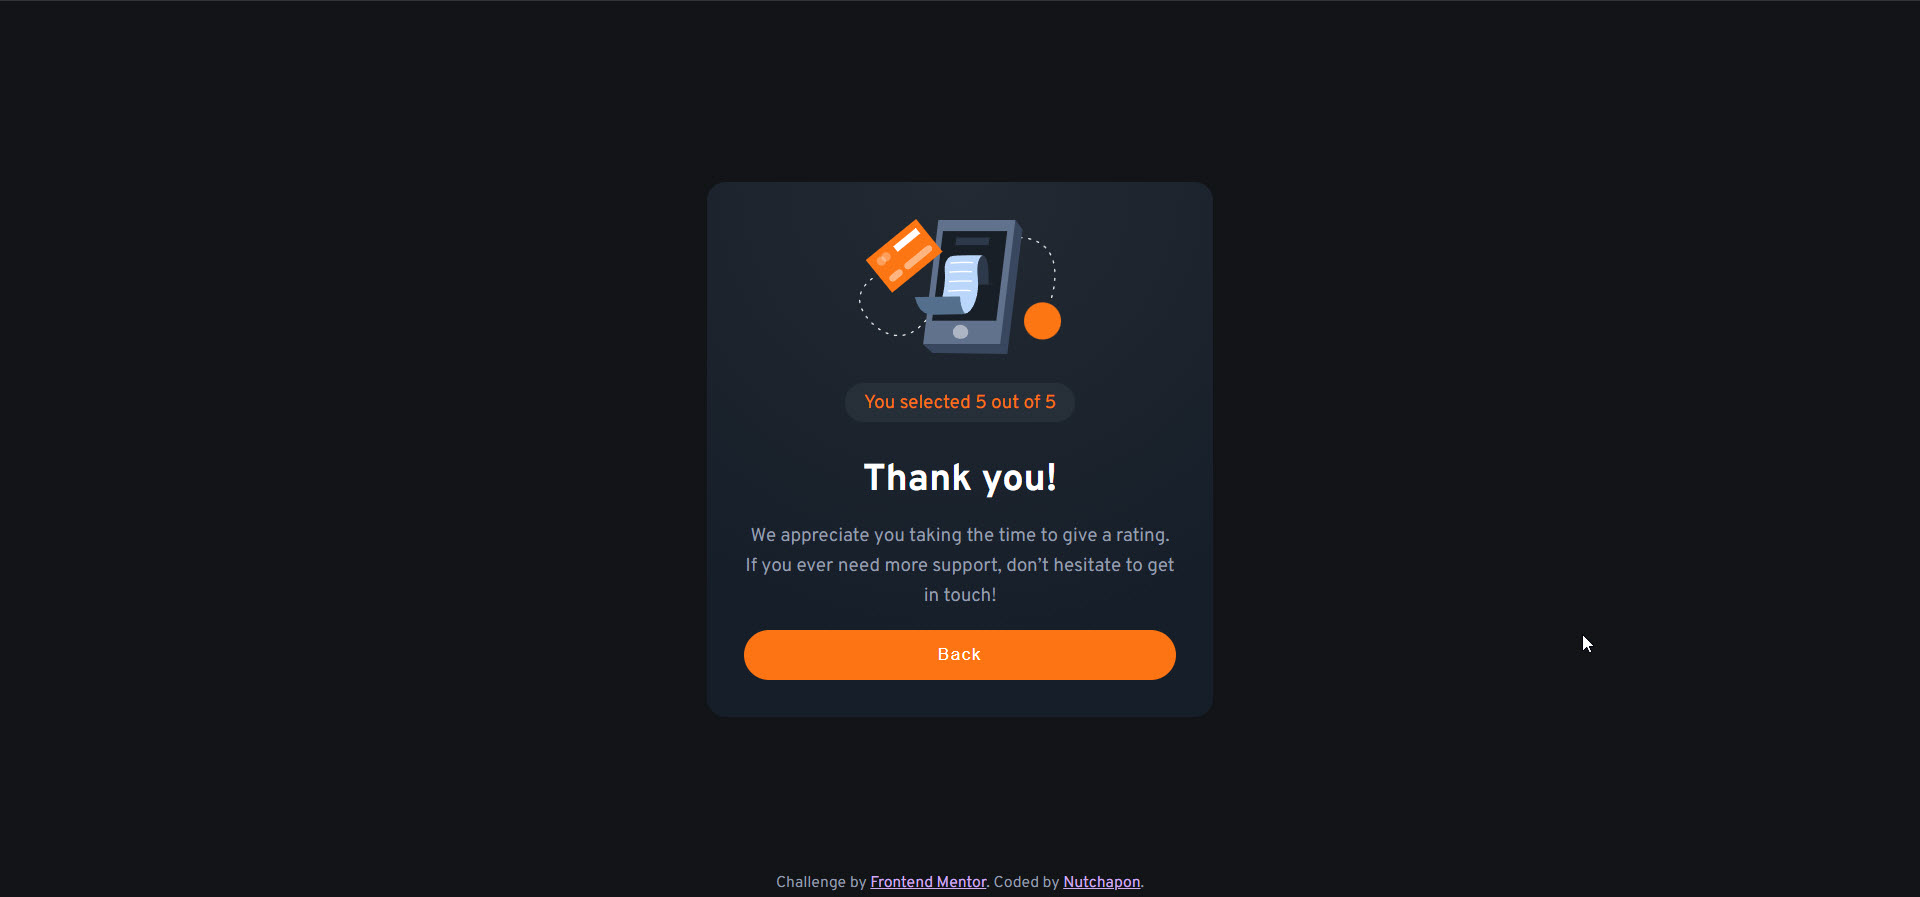 You selected 5 out of 5
Thank you!
We appreciate you taking the time to give a rating.
If you ever need more support, don’t hesitate to get
in touch!
Back
Challenge by Frontend Mentor. Coded by Nutchapon.